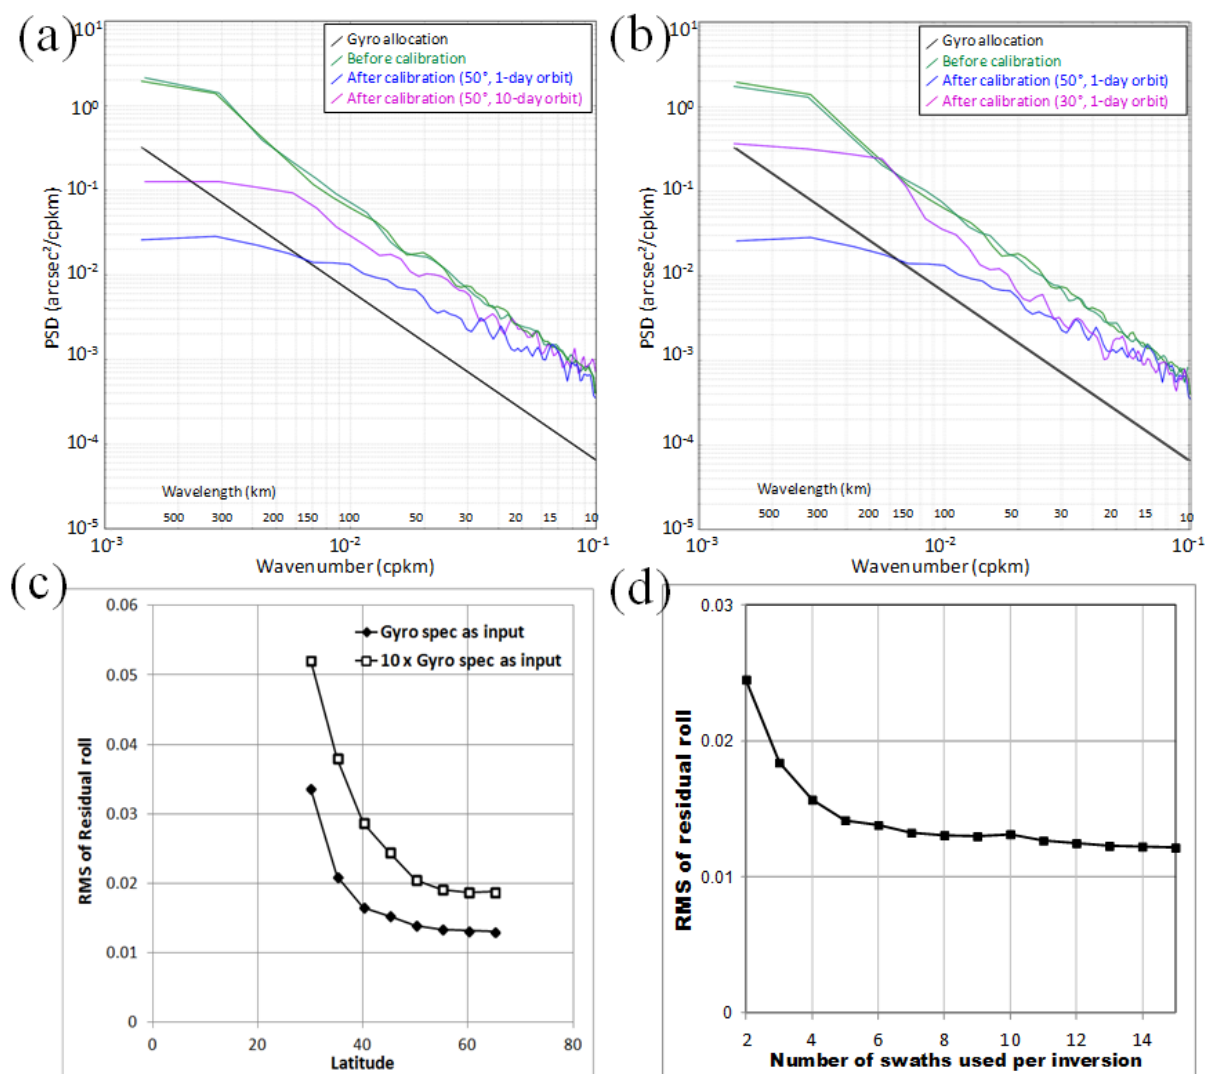 (a)
10¹
10⁰
10⁻¹
10⁻²
10⁻³
10⁻⁴
10⁻⁵
PSD (arcsec²/cpkm)
Gyro allocation
Before calibration
After calibration (50°, 1-day orbit)
After calibration (50°, 10-day orbit)
Wavelength (km)
500 300 200 150 100 50 30 20 15 10
10⁻³ 10⁻² 10⁻¹
Wavenumber (cpkm)
(b)
10¹
10⁰
10⁻¹
10⁻²
10⁻³
10⁻⁴
10⁻⁵
PSD (arcsec²/cpkm)
Gyro allocation
Before calibration
After calibration (50°, 1-day orbit)
After calibration (30°, 1-day orbit)
Wavelength (km)
500 300 200 150 100 50 30 20 15 10
10⁻³ 10⁻² 10⁻¹
Wavenumber (cpkm)
(c)
0.06
0.05
0.04
0.03
0.02
0.01
0
RMS of Residual roll
Gyro spec as input
10 x Gyro spec as input
0 20 40 60 80
Latitude
(d)
0.03
0.02
0.01
0
RMS of residual roll
2 4 6 8 10 12 14
Number of swaths used per inversion